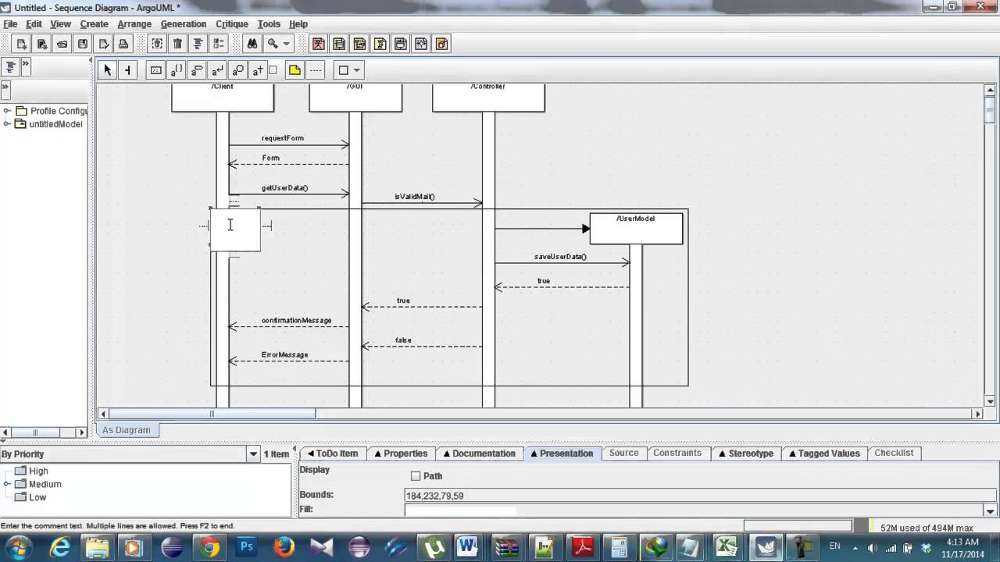 Untitled - Sequence Diagram - ArgoUML *
File Edit View Create Arrange Generation Critique Tools Help
/Client /GUI /Controller
Profile Configu
untitledModel
requestForm
Form
getUserData()
isValidMail()
/UserModel
saveUserData()
true
true
confirmationMessage
false
ErrorMessage
As Diagram
By Priority 1 Item
ToDo Item Properties Documentation Presentation Source Constraints Stereotype Tagged Values Checklist
High
Medium
Low
Display
Path
Bounds: 184,232,79,59
Fill:
Enter the comment text. Multiple lines are allowed. Press F2 to end.
52M used of 494M max
EN
4:13 AM
11/17/2014